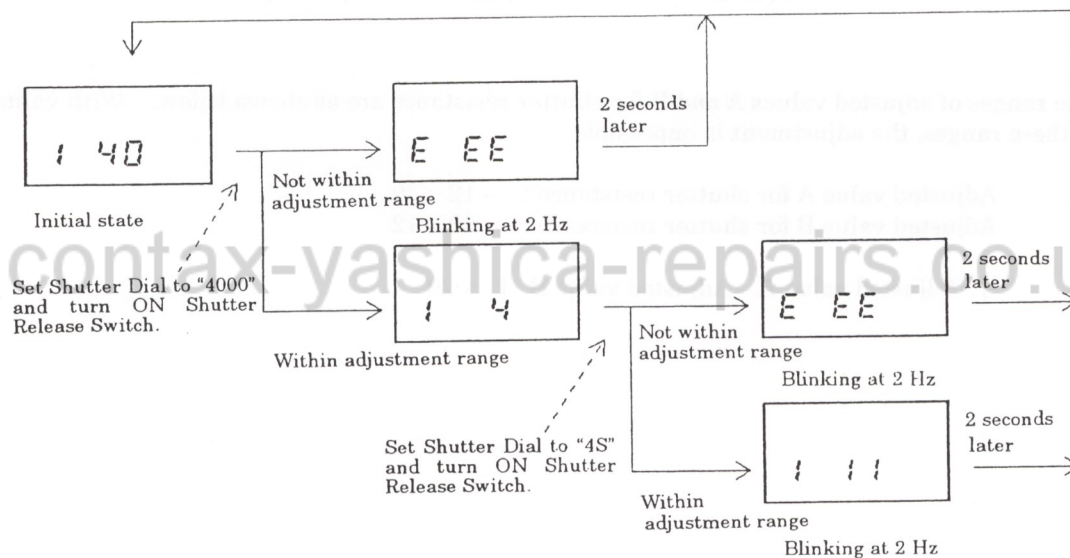 1 40
Initial state
Set Shutter Dial to "4000"
and turn ON Shutter
Release Switch.
Not within
adjustment range
E EE
Blinking at 2 Hz
2 seconds
later
1 4
Within adjustment range
Set Shutter Dial to "4S"
and turn ON Shutter
Release Switch.
Not within
adjustment range
E EE
Blinking at 2 Hz
2 seconds
later
Within
adjustment range
1 11
Blinking at 2 Hz
2 seconds
later
contax-yashica-repairs.co.u